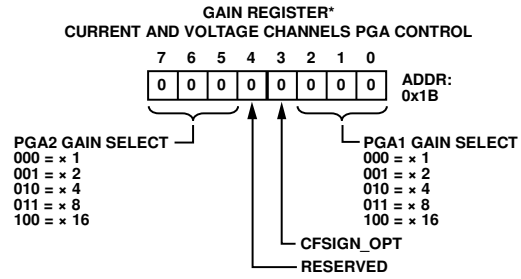 GAIN REGISTER*
CURRENT AND VOLTAGE CHANNELS PGA CONTROL
7 6 5 4 3 2 1 0
0 0 0 0 0 0 0 0
ADDR:
0x1B
PGA2 GAIN SELECT
000 = × 1
001 = × 2
010 = × 4
011 = × 8
100 = × 16
PGA1 GAIN SELECT
000 = × 1
001 = × 2
010 = × 4
011 = × 8
100 = × 16
CFSIGN_OPT
RESERVED